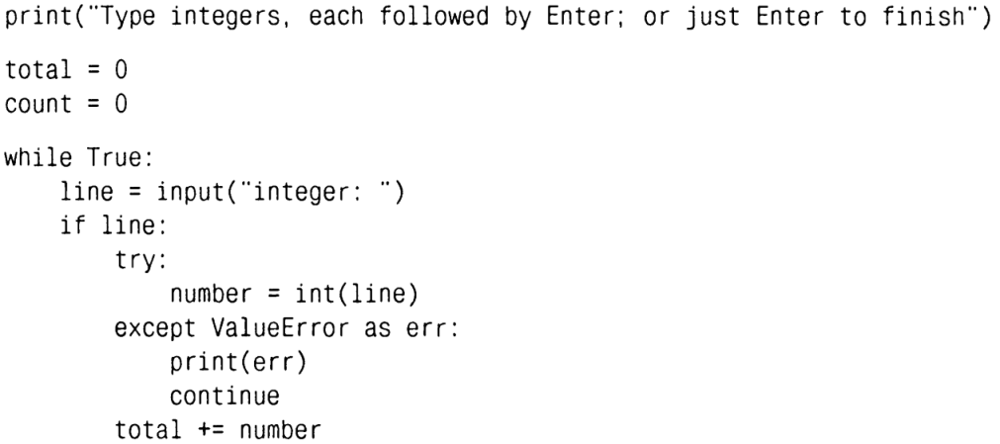 print("Type integers, each followed by Enter; or just Enter to finish")
total = 0
count = 0
while True:
    line = input("integer: ")
    if line:
        try:
            number = int(line)
        except ValueError as err:
            print(err)
            continue
        total += number